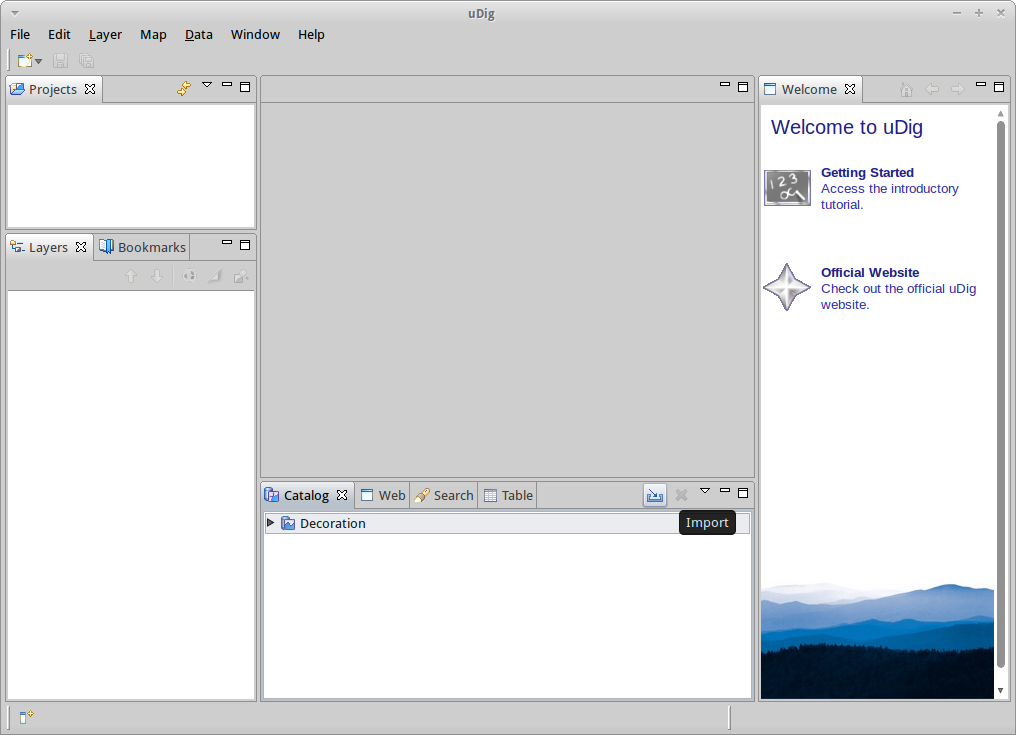 uDig
File Edit Layer Map Data Window Help
Projects
Welcome
Welcome to uDig
Getting Started
Access the introductory
tutorial.
Layers Bookmarks
Official Website
Check out the official uDig
website.
Catalog Web Search Table
Decoration
Import